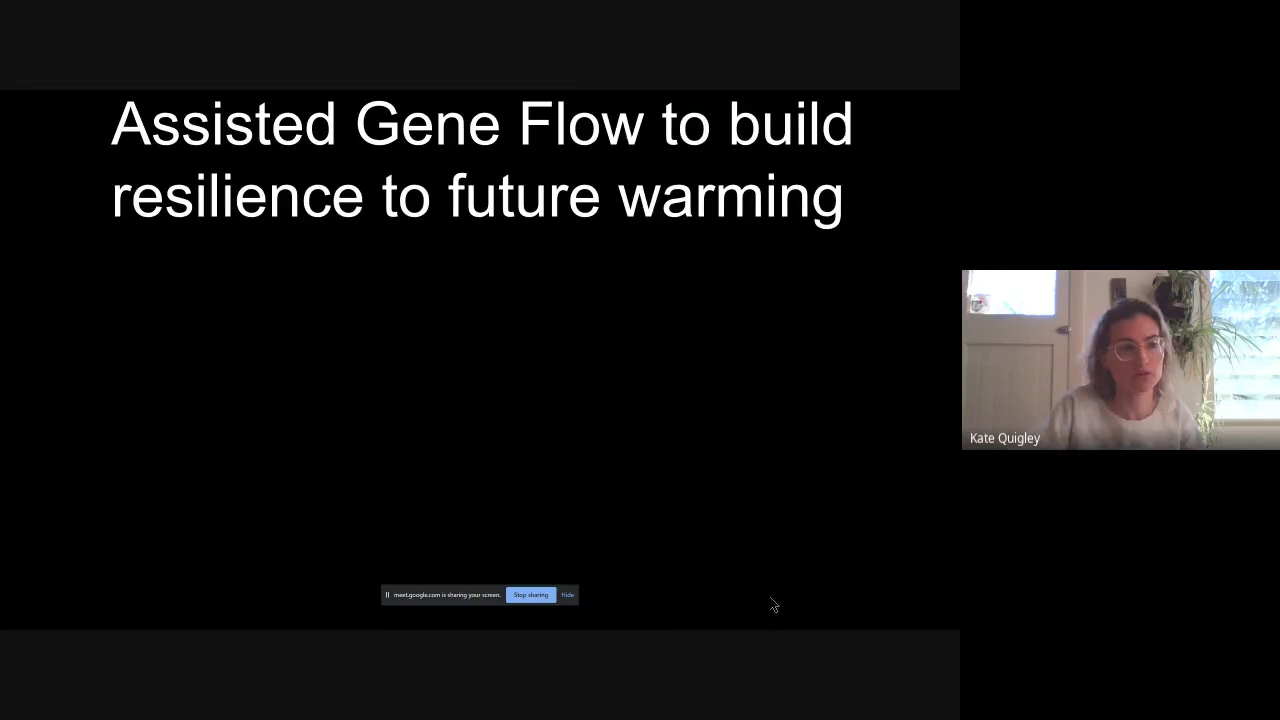 Assisted Gene Flow to build
resilience to future warming
Kate Quigley
meet.google.com is sharing your screen. Stop sharing Hide